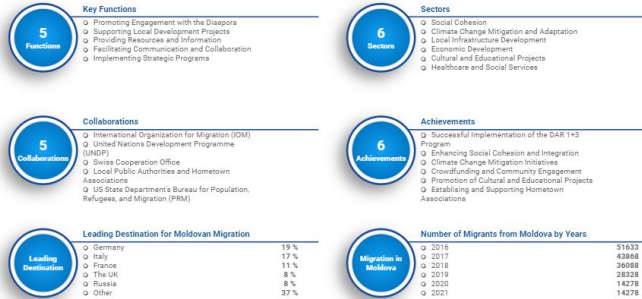 Key Functions
5
Functions
Promoting Engagement with the Diaspora
Supporting Local Development Projects
Providing Resources and Information
Facilitating Communication and Collaboration
Implementing Strategic Programs
Sectors
6
Sectors
Social Cohesion
Climate Change Mitigation and Adaptation
Local Infrastructure Development
Economic Development
Cultural and Educational Projects
Healthcare and Social Services
Collaborations
5
Collaborations
International Organization for Migration (IOM)
United Nations Development Programme
(UNDP)
Swiss Cooperation Office
Local Public Authorities and Hometown
Associations
US State Department's Bureau for Population,
Refugees, and Migration (PRM)
Achievements
6
Achievements
Successful Implementation of the DAR 1+3
Program
Enhancing Social Cohesion and Integration
Climate Change Mitigation Initiatives
Crowdfunding and Community Engagement
Promotion of Cultural and Educational Projects
Establising and Supporting Hometown
Associations
Leading Destination for Moldovan Migration
Leading
Destination
Germany 19 %
Italy 17 %
France 11 %
The UK 8 %
Russia 8 %
Other 37 %
Number of Migrants from Moldova by Years
Migration in
Moldova
2016 51633
2017 43868
2018 36088
2019 28328
2020 14278
2021 14278